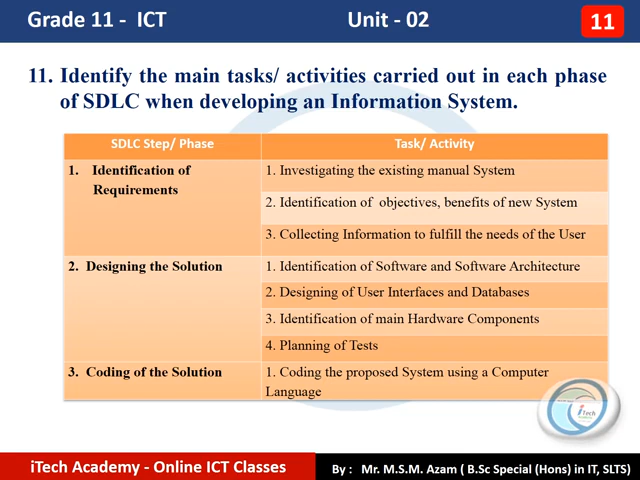 Grade 11 - ICT Unit - 02 11
11. Identify the main tasks/ activities carried out in each phase
of SDLC when developing an Information System.
SDLC Step/ Phase Task/ Activity
1. Identification of 1. Investigating the existing manual System
Requirements
2. Identification of objectives, benefits of new System
3. Collecting Information to fulfill the needs of the User
2. Designing the Solution 1. Identification of Software and Software Architecture
2. Designing of User Interfaces and Databases
3. Identification of main Hardware Components
4. Planning of Tests
3. Coding of the Solution 1. Coding the proposed System using a Computer
Language
iTech
Academy
iTech Academy - Online ICT Classes By : Mr. M.S.M. Azam ( B.Sc Special (Hons) in IT, SLTS)